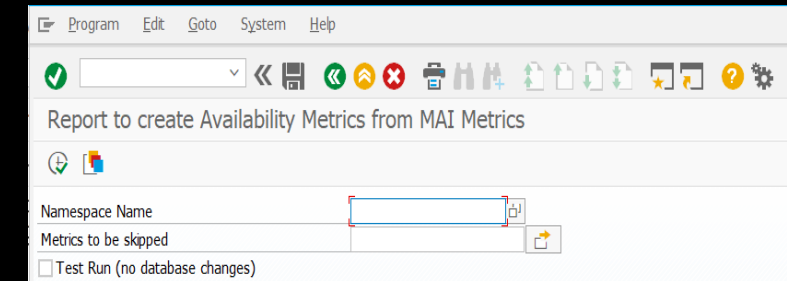 Program Edit Goto System Help
Report to create Availability Metrics from MAI Metrics
Namespace Name
Metrics to be skipped
Test Run (no database changes)